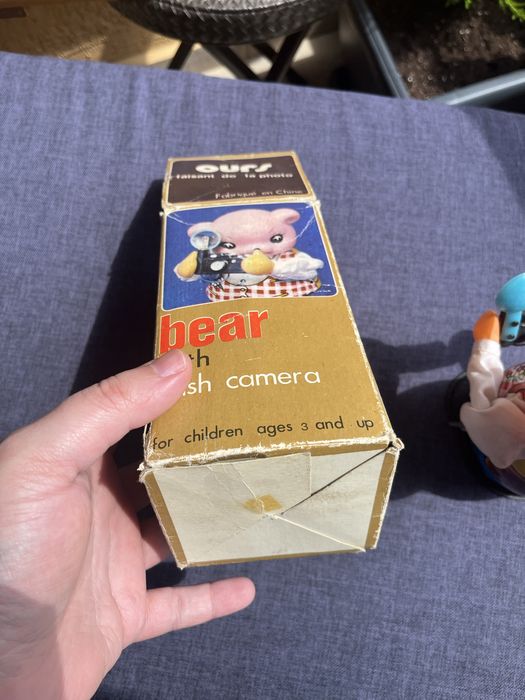 ours
faisant de la photo
Fabriqué en Chine
bear
th
sh camera
for children ages 3 and up